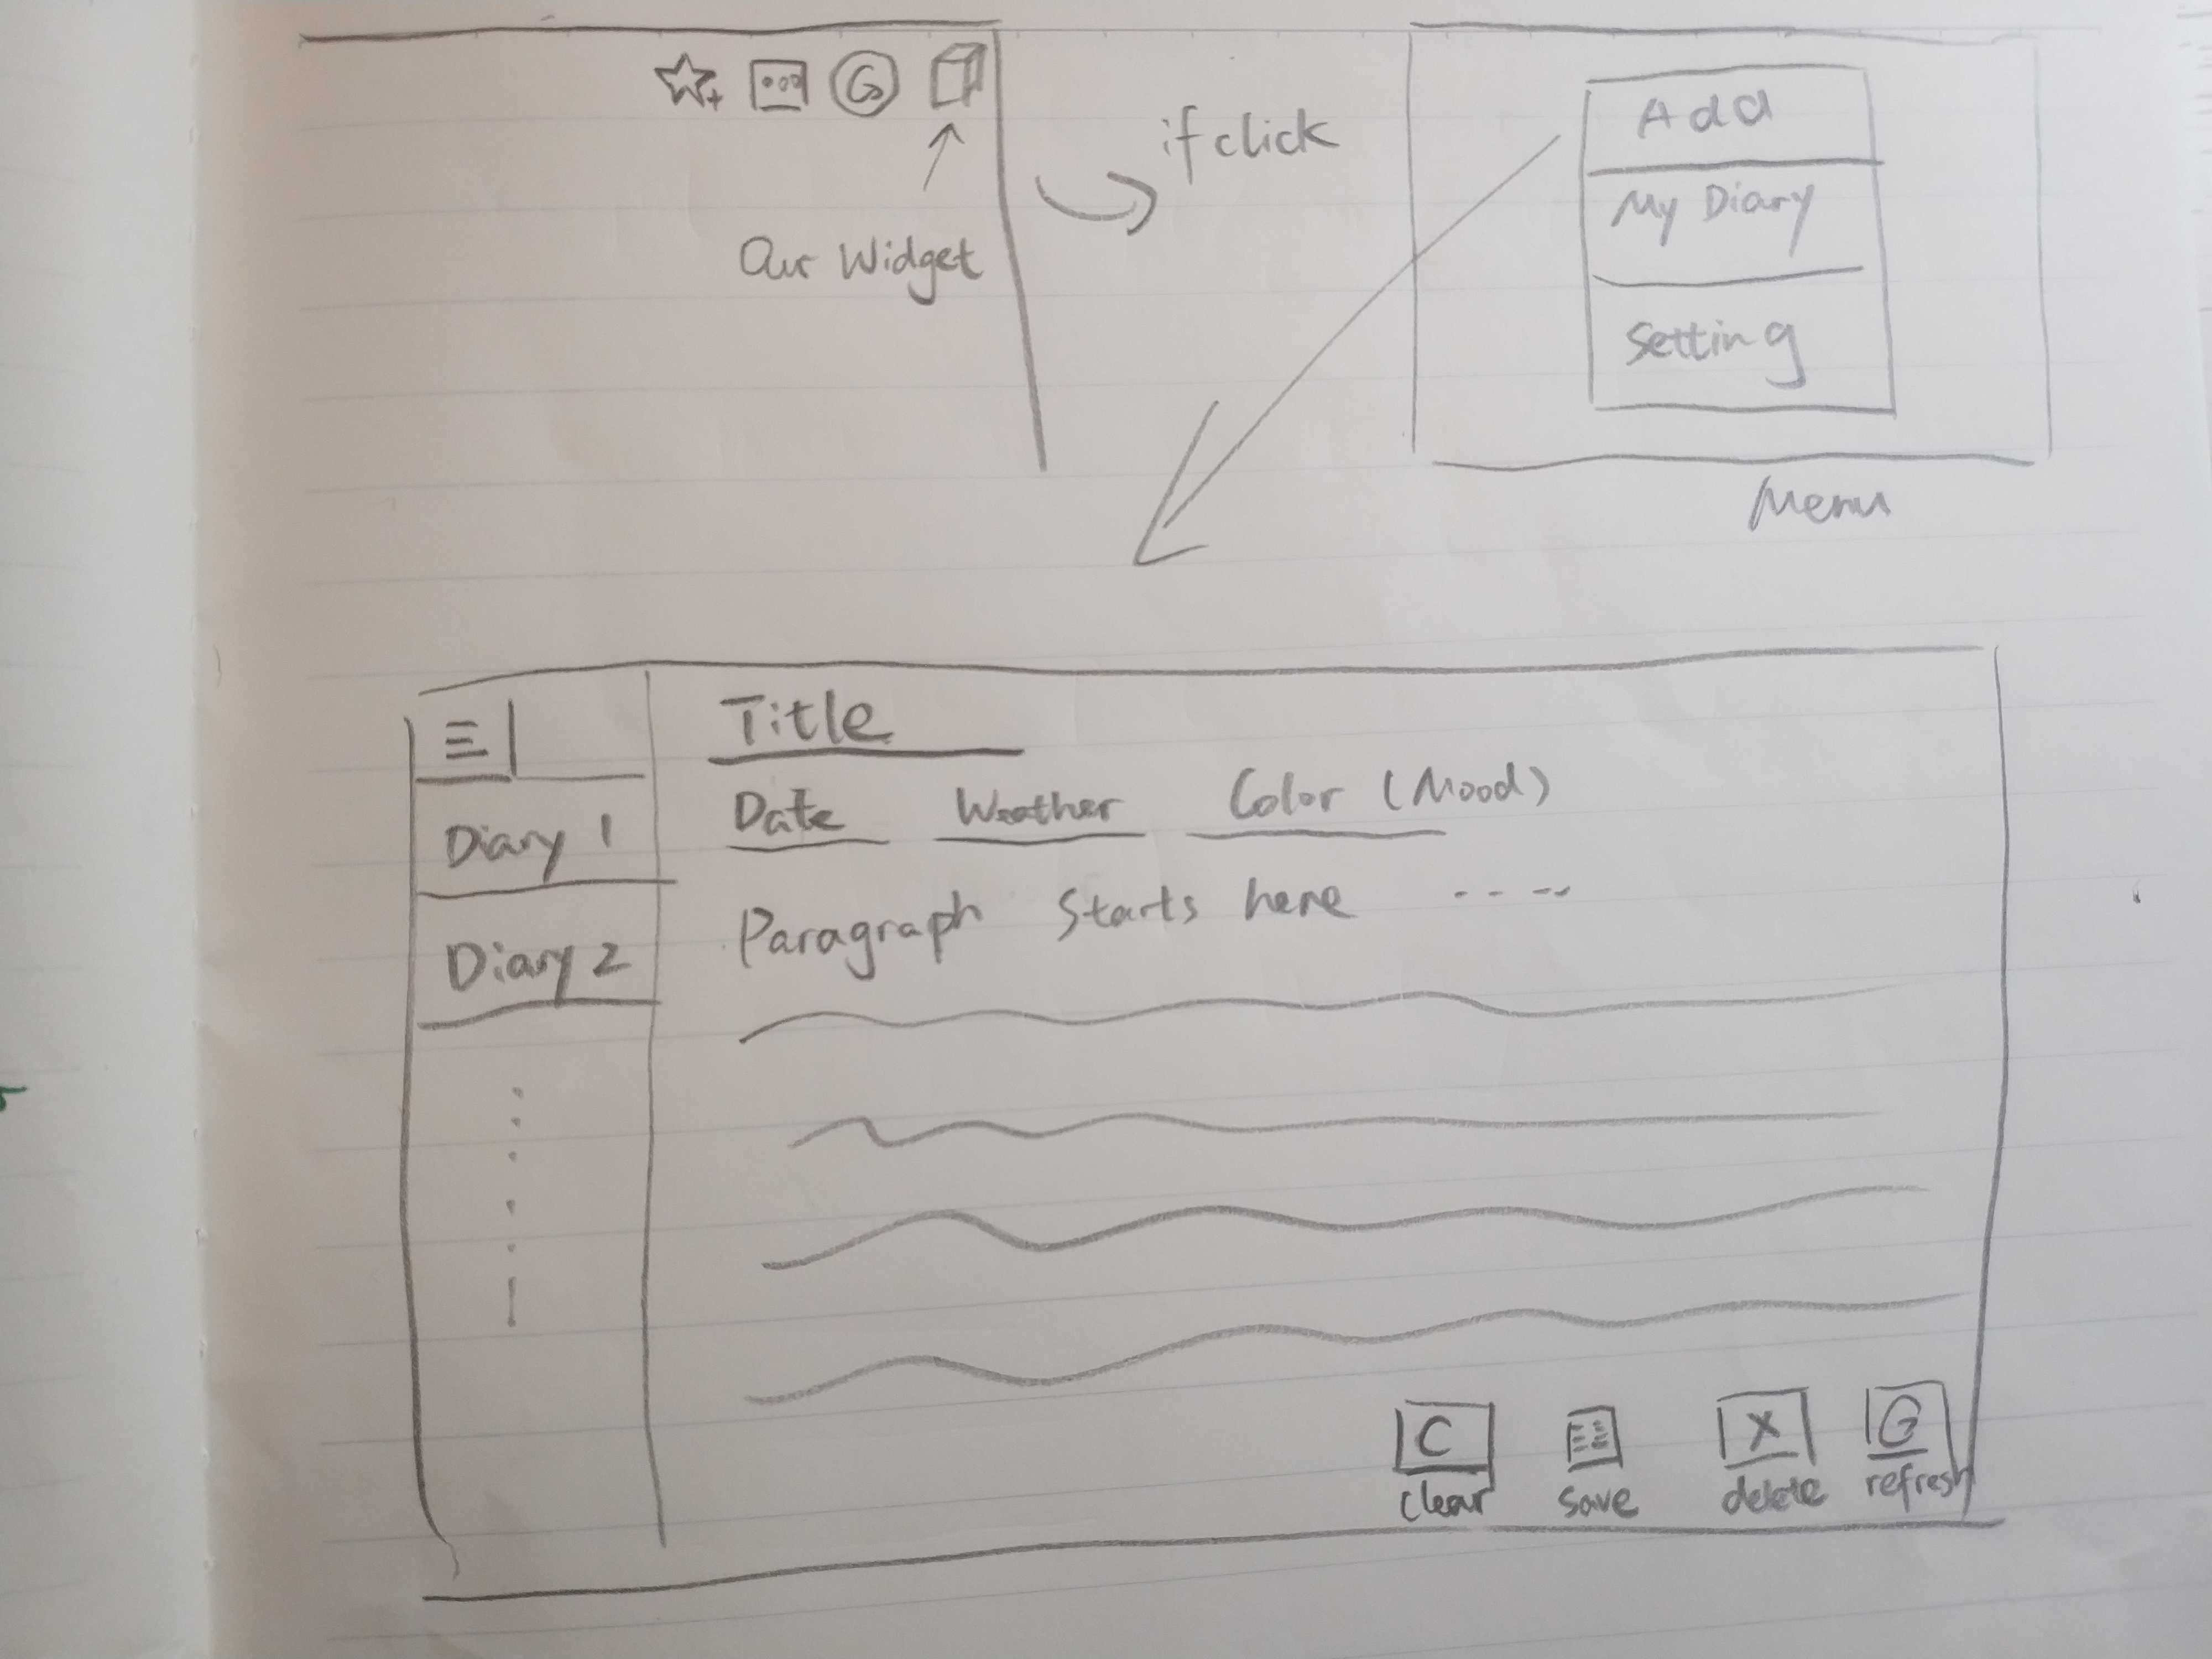 Our Widget
if click
Add
My Diary
Setting
Menu
Title
Date Weather Color (Mood)
Diary 1
Paragraph Starts here ----
Diary 2
C
X
clear save delete refresh